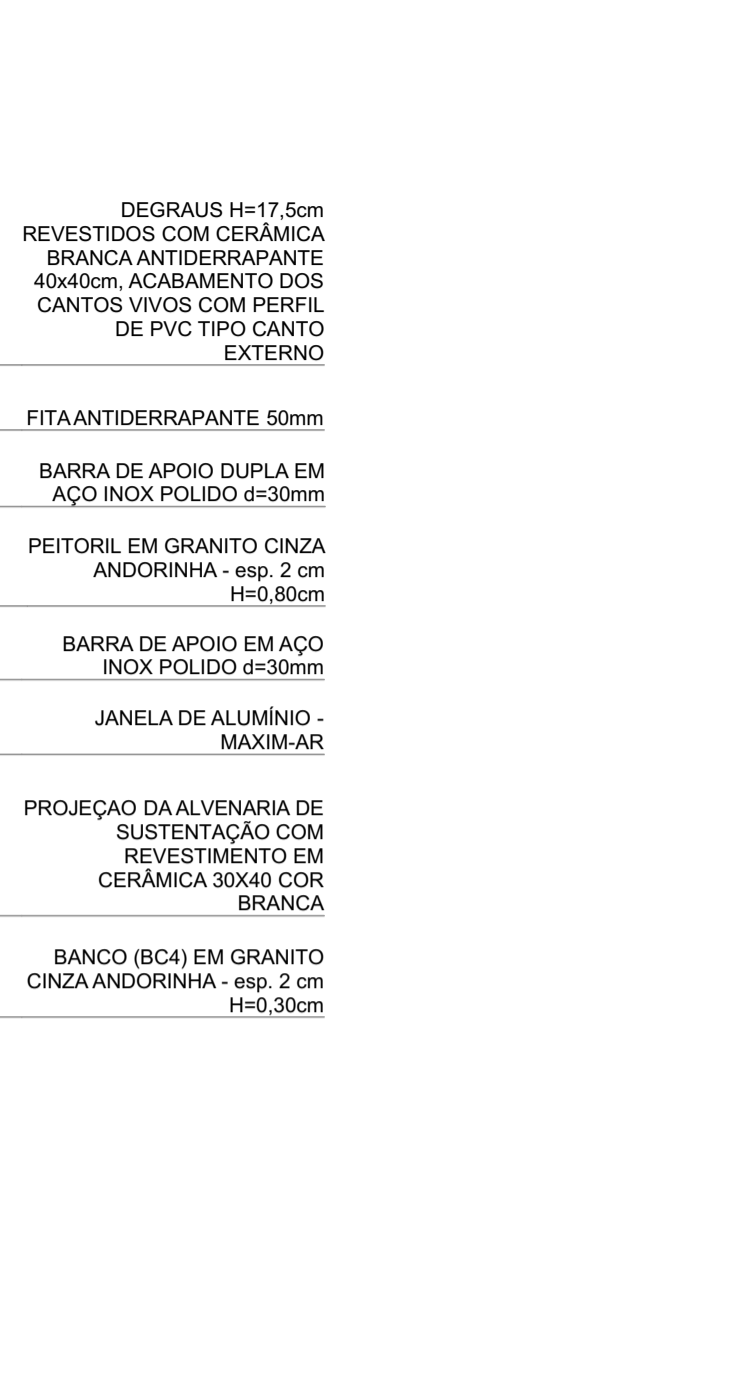 DEGRAUS H=17,5cm
REVESTIDOS COM CERÂMICA
BRANCA ANTIDERRAPANTE
40x40cm, ACABAMENTO DOS
CANTOS VIVOS COM PERFIL
DE PVC TIPO CANTO
EXTERNO
FITA ANTIDERRAPANTE 50mm
BARRA DE APOIO DUPLA EM
AÇO INOX POLIDO d=30mm
PEITORIL EM GRANITO CINZA
ANDORINHA - esp. 2 cm
H=0,80cm
BARRA DE APOIO EM AÇO
INOX POLIDO d=30mm
JANELA DE ALUMÍNIO -
MAXIM-AR
PROJEÇAO DA ALVENARIA DE
SUSTENTAÇÃO COM
REVESTIMENTO EM
CERÂMICA 30X40 COR
BRANCA
BANCO (BC4) EM GRANITO
CINZA ANDORINHA - esp. 2 cm
H=0,30cm